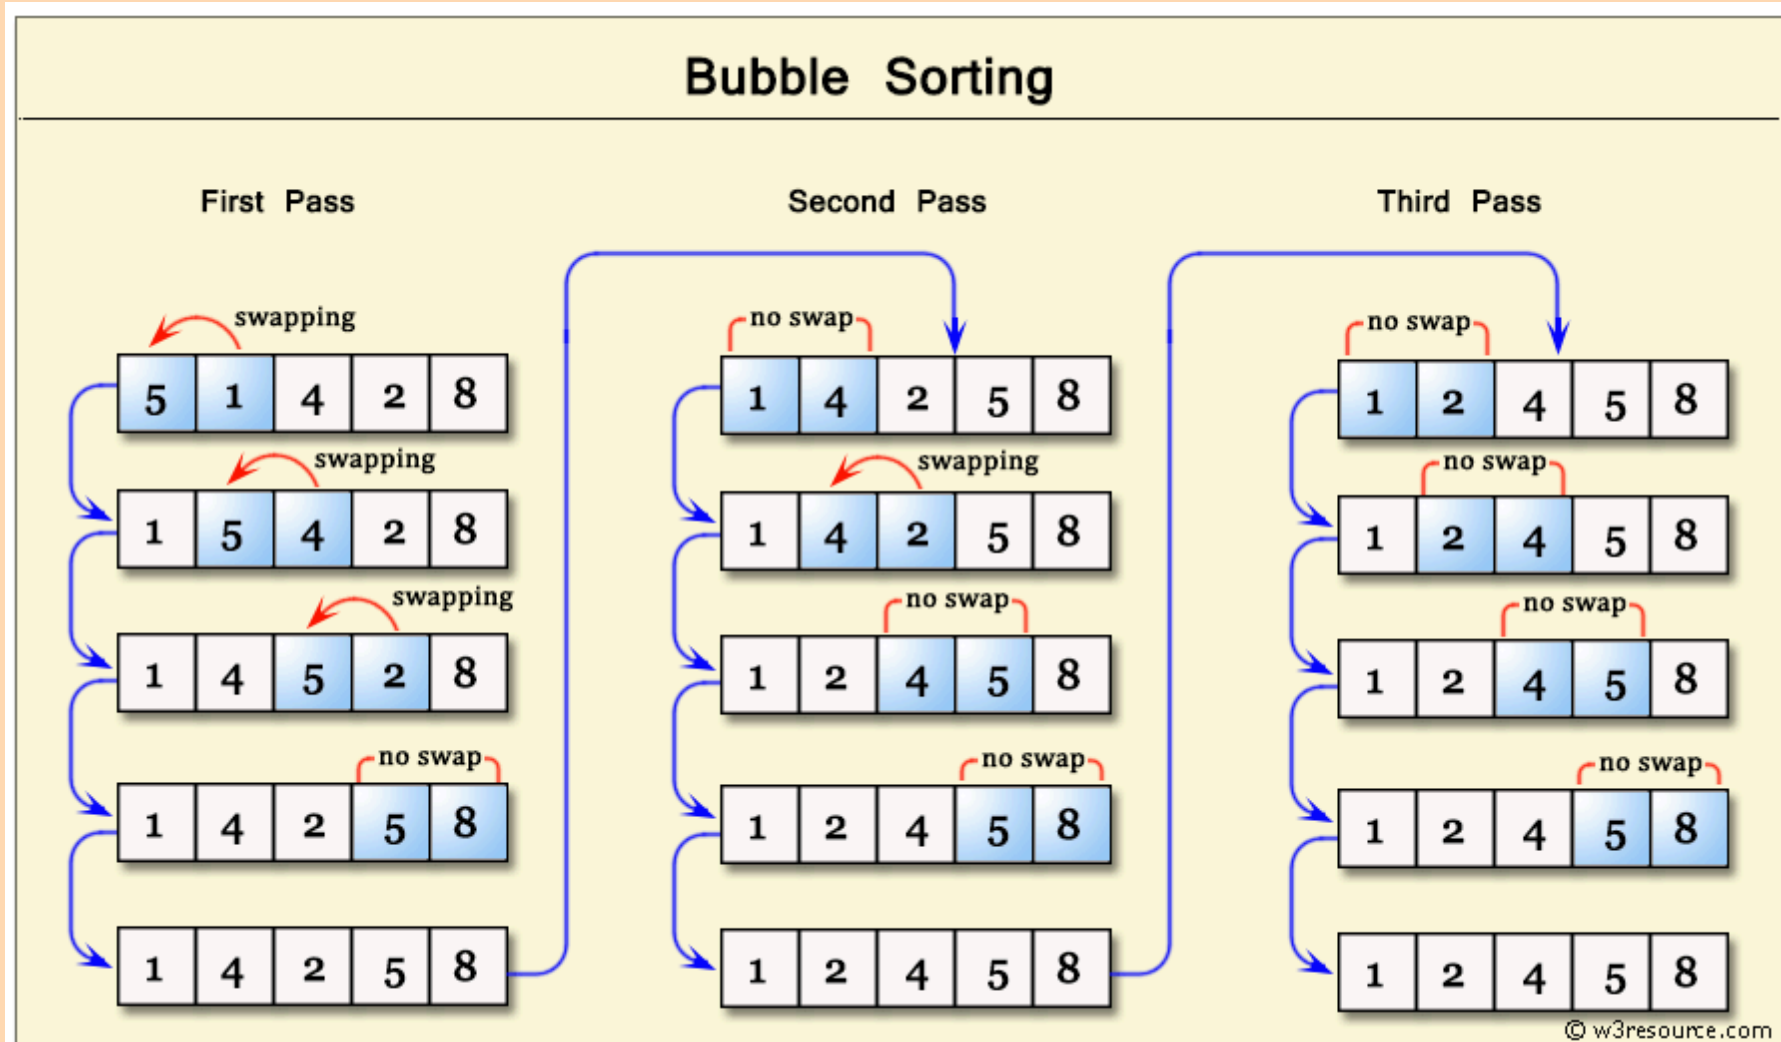 Bubble Sorting
First Pass
swapping
5 1 4 2 8
swapping
1 5 4 2 8
swapping
1 4 5 2 8
no swap
1 4 2 5 8
1 4 2 5 8
Second Pass
no swap
1 4 2 5 8
swapping
1 4 2 5 8
no swap
1 2 4 5 8
no swap
1 2 4 5 8
1 2 4 5 8
Third Pass
no swap
1 2 4 5 8
no swap
1 2 4 5 8
no swap
1 2 4 5 8
no swap
1 2 4 5 8
1 2 4 5 8
© w3resource.com